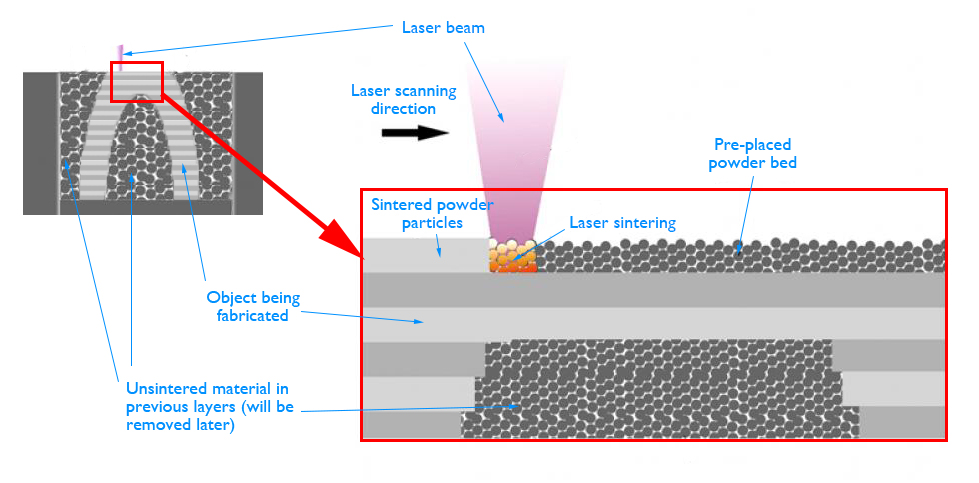 Laser beam
Laser scanning
direction
Pre-placed
powder bed
Sintered powder
particles
Laser sintering
Object being
fabricated
Unsintered material in
previous layers (will be
removed later)